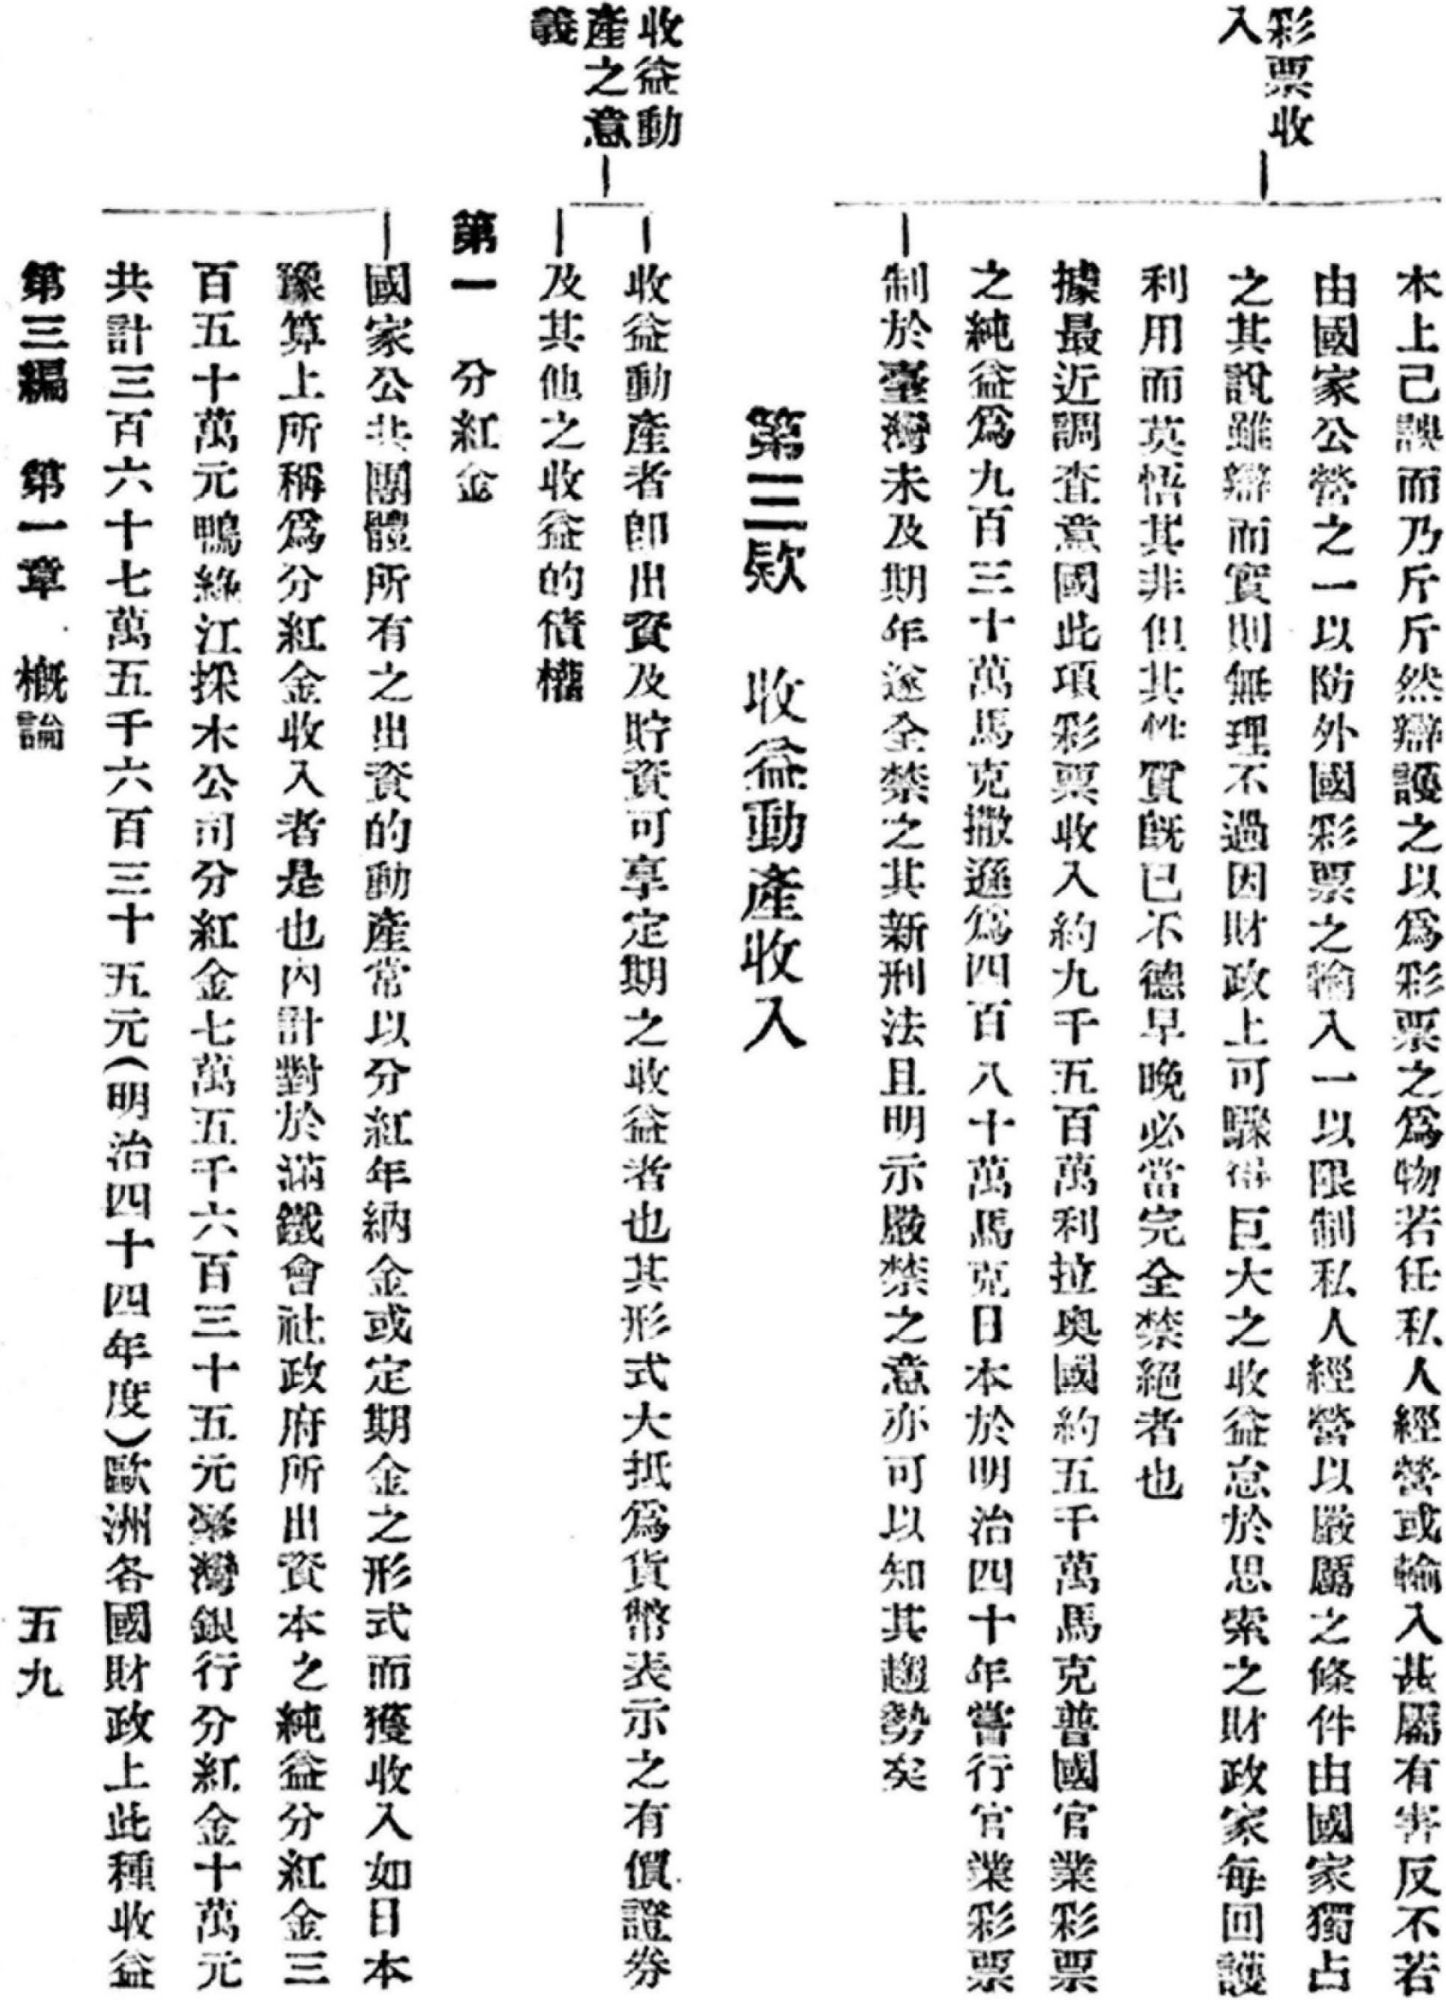 彩票收
入
本上己誤而乃斤斤然辯護之以爲彩票之爲物若任私人經營或輸入甚屬有害反不若
由國家公營之一以防外國彩票之輸入一以限制私人經營以嚴厲之條件由國家獨占
之其說雖辯而實則無理不過因財政上可驟得巨大之收益怠於思索之財政家每回護
利用而莫悟其非但其性質既已不德早晚必當完全禁絕者也
據最近調查意國此項彩票收入約九千五百萬利拉奧國約五千萬馬克普國官業彩票
之純益爲九百三十萬馬克撒遜爲四百八十萬馬克日本於明治四十年嘗行官業彩票
制於臺灣未及期年遂全禁之其新刑法且明示嚴禁之意亦可以知其趨勢矣
第三欵　收益動產收入
收益動
產之意
義
收益動產者卽出資及貯資可享定期之收益者也其形式大抵爲貨幣表示之有價證券
及其他之收益的債權
第一　分紅金
國家公共團體所有之出資的動產常以分紅年納金或定期金之形式而獲收入如日本
豫算上所稱爲分紅金收入者是也內計對於滿鐵會社政府所出資本之純益分紅金三
百五十萬元鴨綠江採木公司分紅金七萬五千六百三十五元臺灣銀行分紅金十萬元
共計三百六十七萬五千六百三十五元(明治四十四年度)歐洲各國財政上此種收益
第三編　第一章　概論
五九